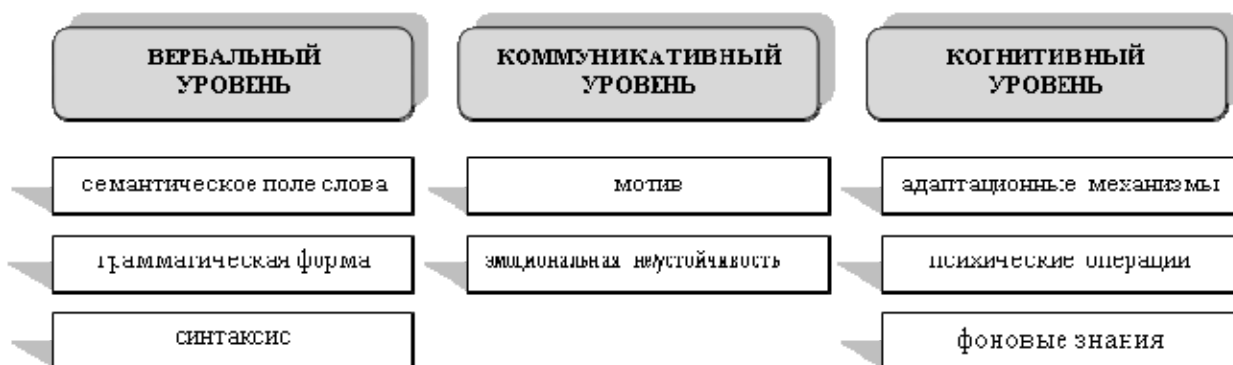 ВЕРБАЛЬНЫЙ
УРОВЕНЬ
КОММУНИКАТИВНЫЙ
УРОВЕНЬ
КОГНИТИВНЫЙ
УРОВЕНЬ
семантическое поле слова
мотив
адаптационные механизмы
грамматическая форма
эмоциональная неустойчивость
психические операции
синтаксис
фоновые знания